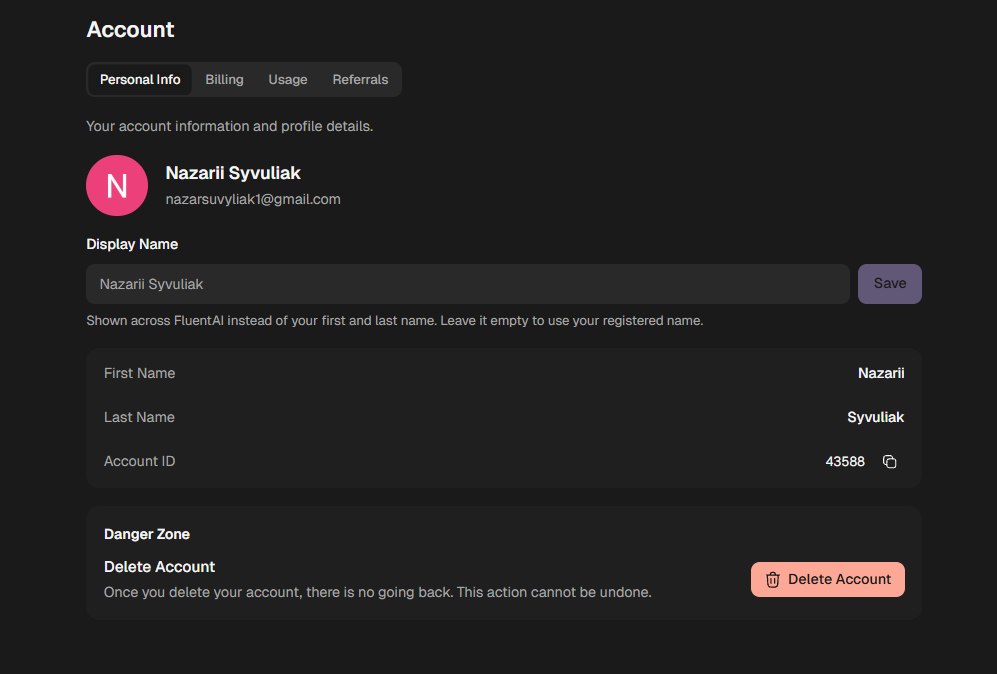 Account
Personal Info Billing Usage Referrals
Your account information and profile details.
N
Nazarii Syvuliak
nazarsuvyliak1@gmail.com
Display Name
Nazarii Syvuliak
Save
Shown across FluentAI instead of your first and last name. Leave it empty to use your registered name.
First Name Nazarii
Last Name Syvuliak
Account ID 43588
Danger Zone
Delete Account
Once you delete your account, there is no going back. This action cannot be undone.
Delete Account